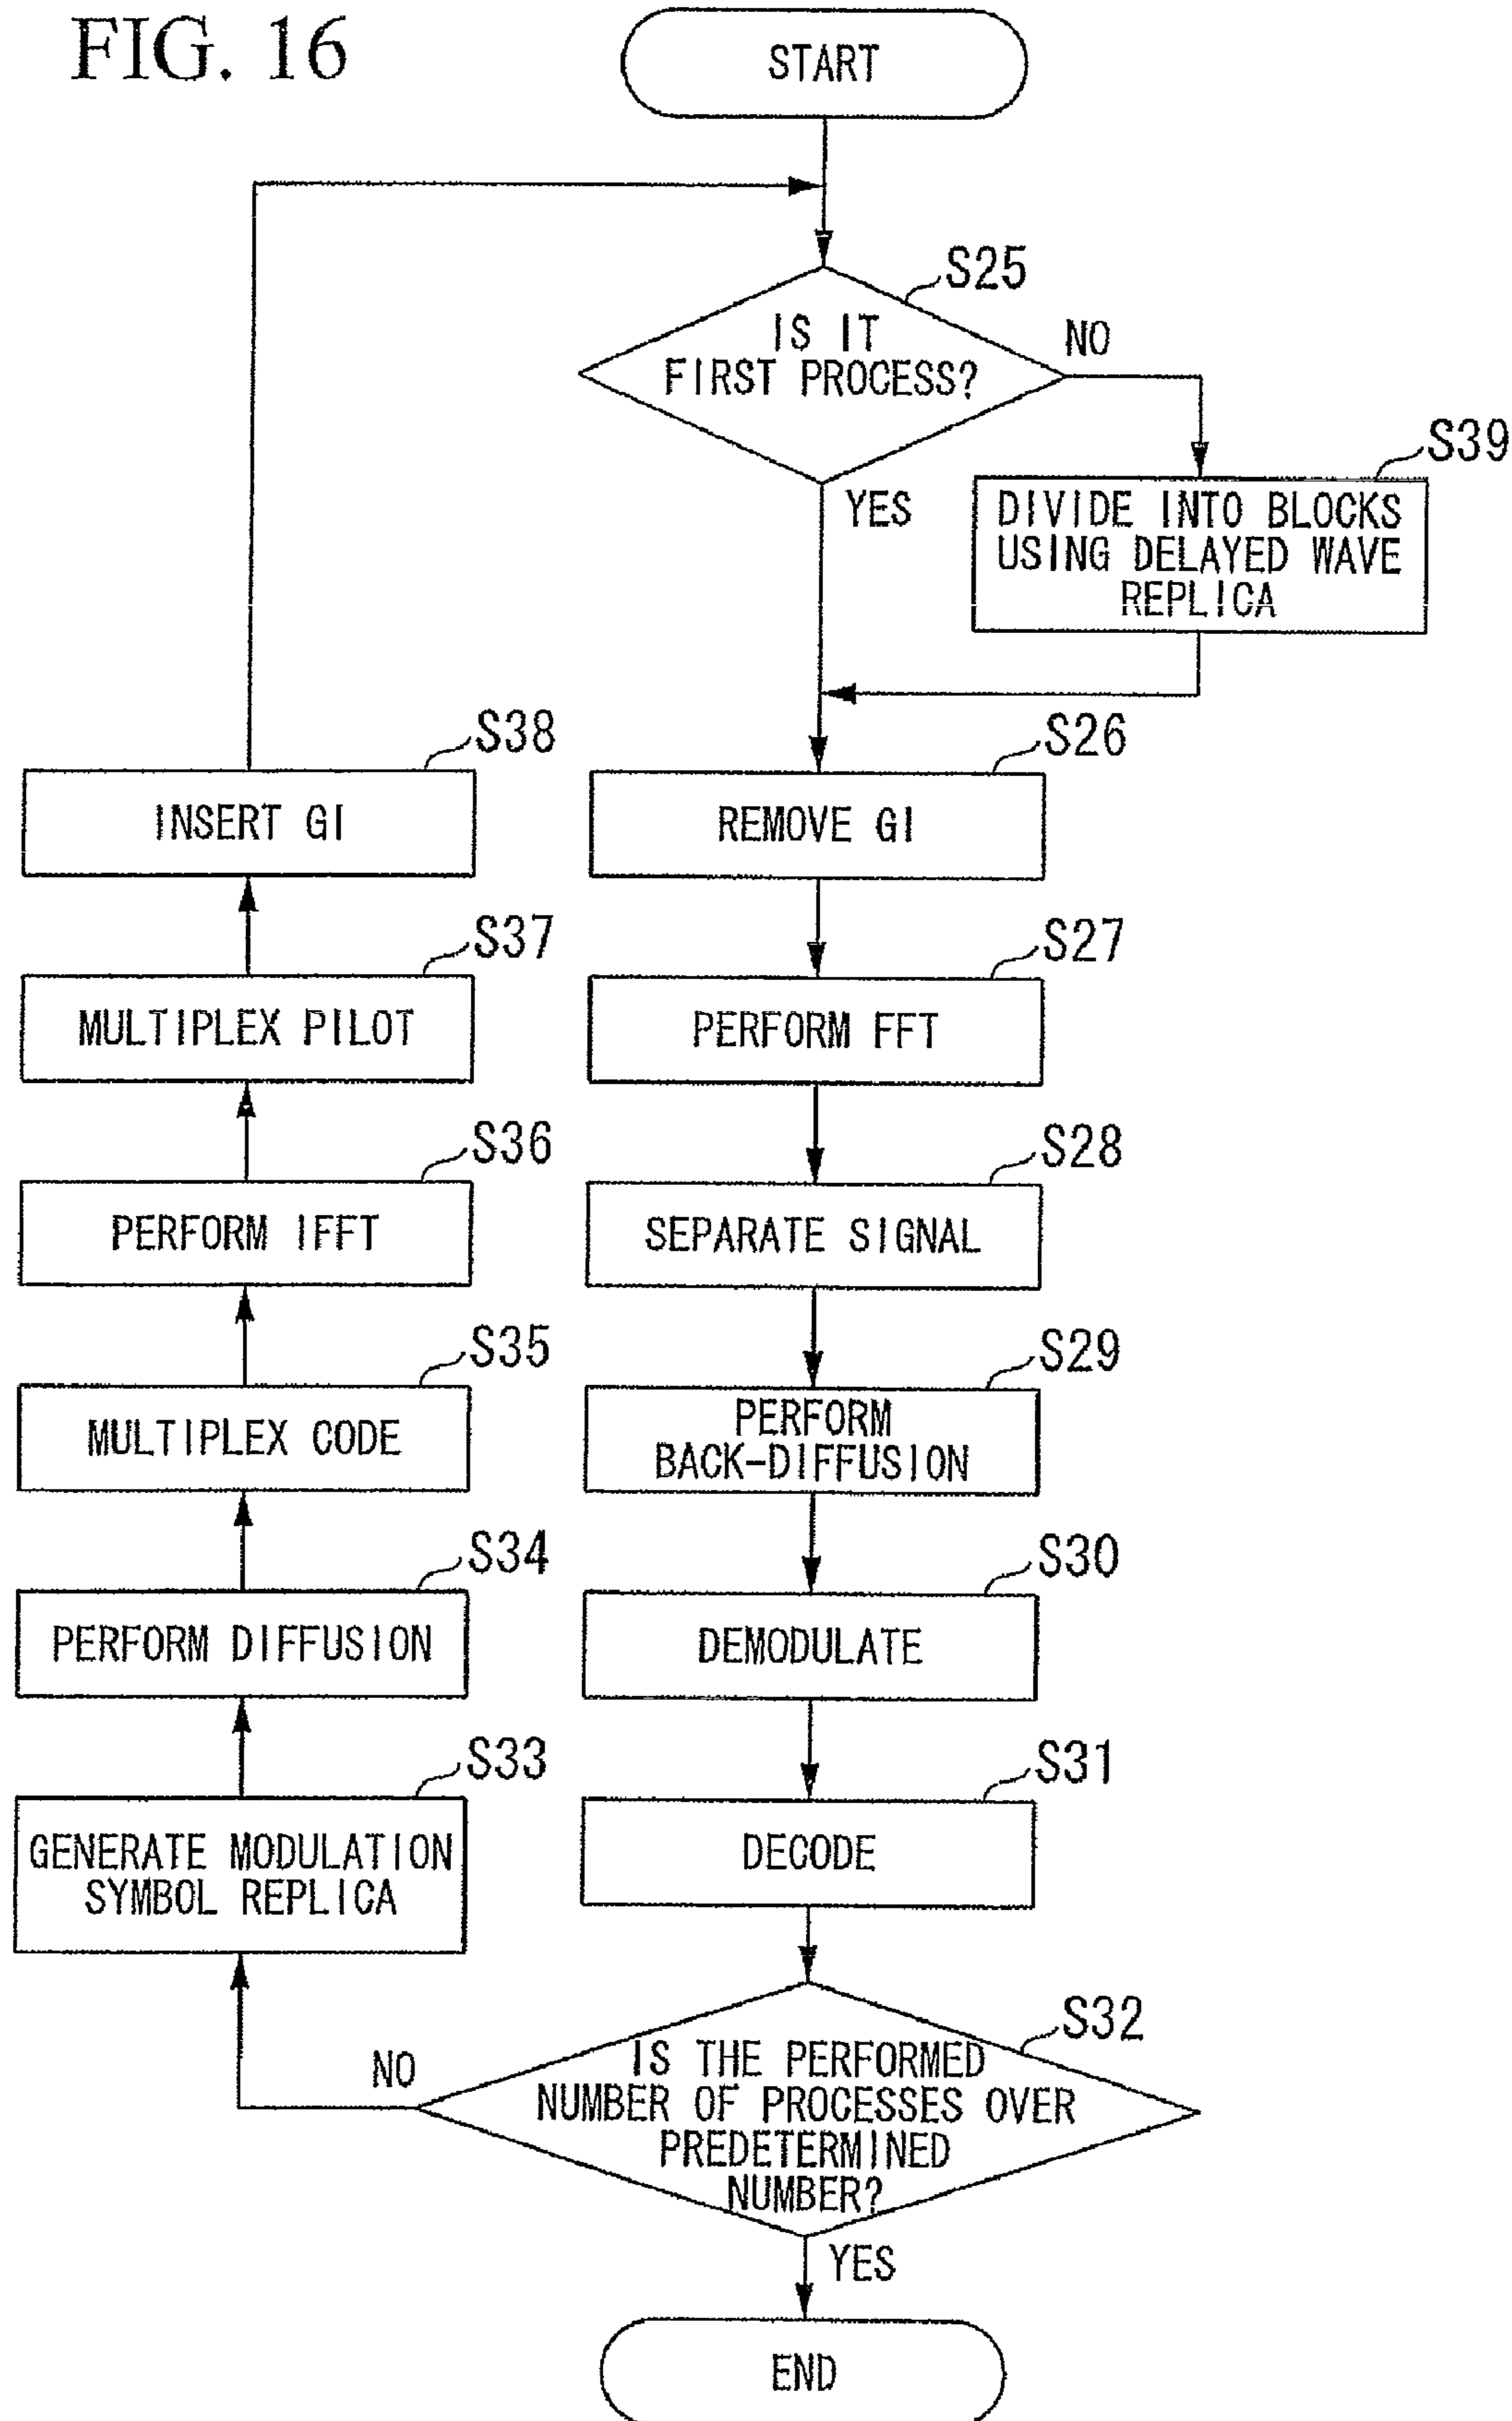 FIG. 16
START
S25
IS IT
FIRST PROCESS?
NO
YES
S39
DIVIDE INTO BLOCKS
USING DELAYED WAVE
REPLICA
S38
INSERT GI
S26
REMOVE GI
S37
MULTIPLEX PILOT
S27
PERFORM FFT
S36
PERFORM IFFT
S28
SEPARATE SIGNAL
S35
MULTIPLEX CODE
S29
PERFORM
BACK-DIFFUSION
S34
PERFORM DIFFUSION
S30
DEMODULATE
S33
GENERATE MODULATION
SYMBOL REPLICA
S31
DECODE
S32
IS THE PERFORMED
NUMBER OF PROCESSES OVER
PREDETERMINED
NUMBER?
NO
YES
END